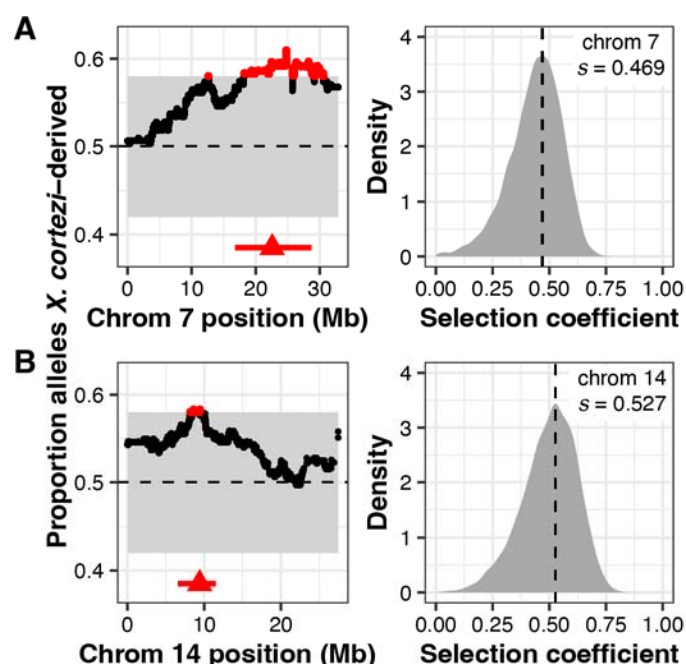 A
Proportion alleles X. cortezi–derived
0.6
0.5
0.4
0 10 20 30
Chrom 7 position (Mb)
Density
4
3
2
1
0
chrom 7
s = 0.469
0.00 0.25 0.50 0.75 1.00
Selection coefficient
B
0.6
0.5
0.4
0 10 20
Chrom 14 position (Mb)
Density
4
3
2
1
0
chrom 14
s = 0.527
0.00 0.25 0.50 0.75 1.00
Selection coefficient